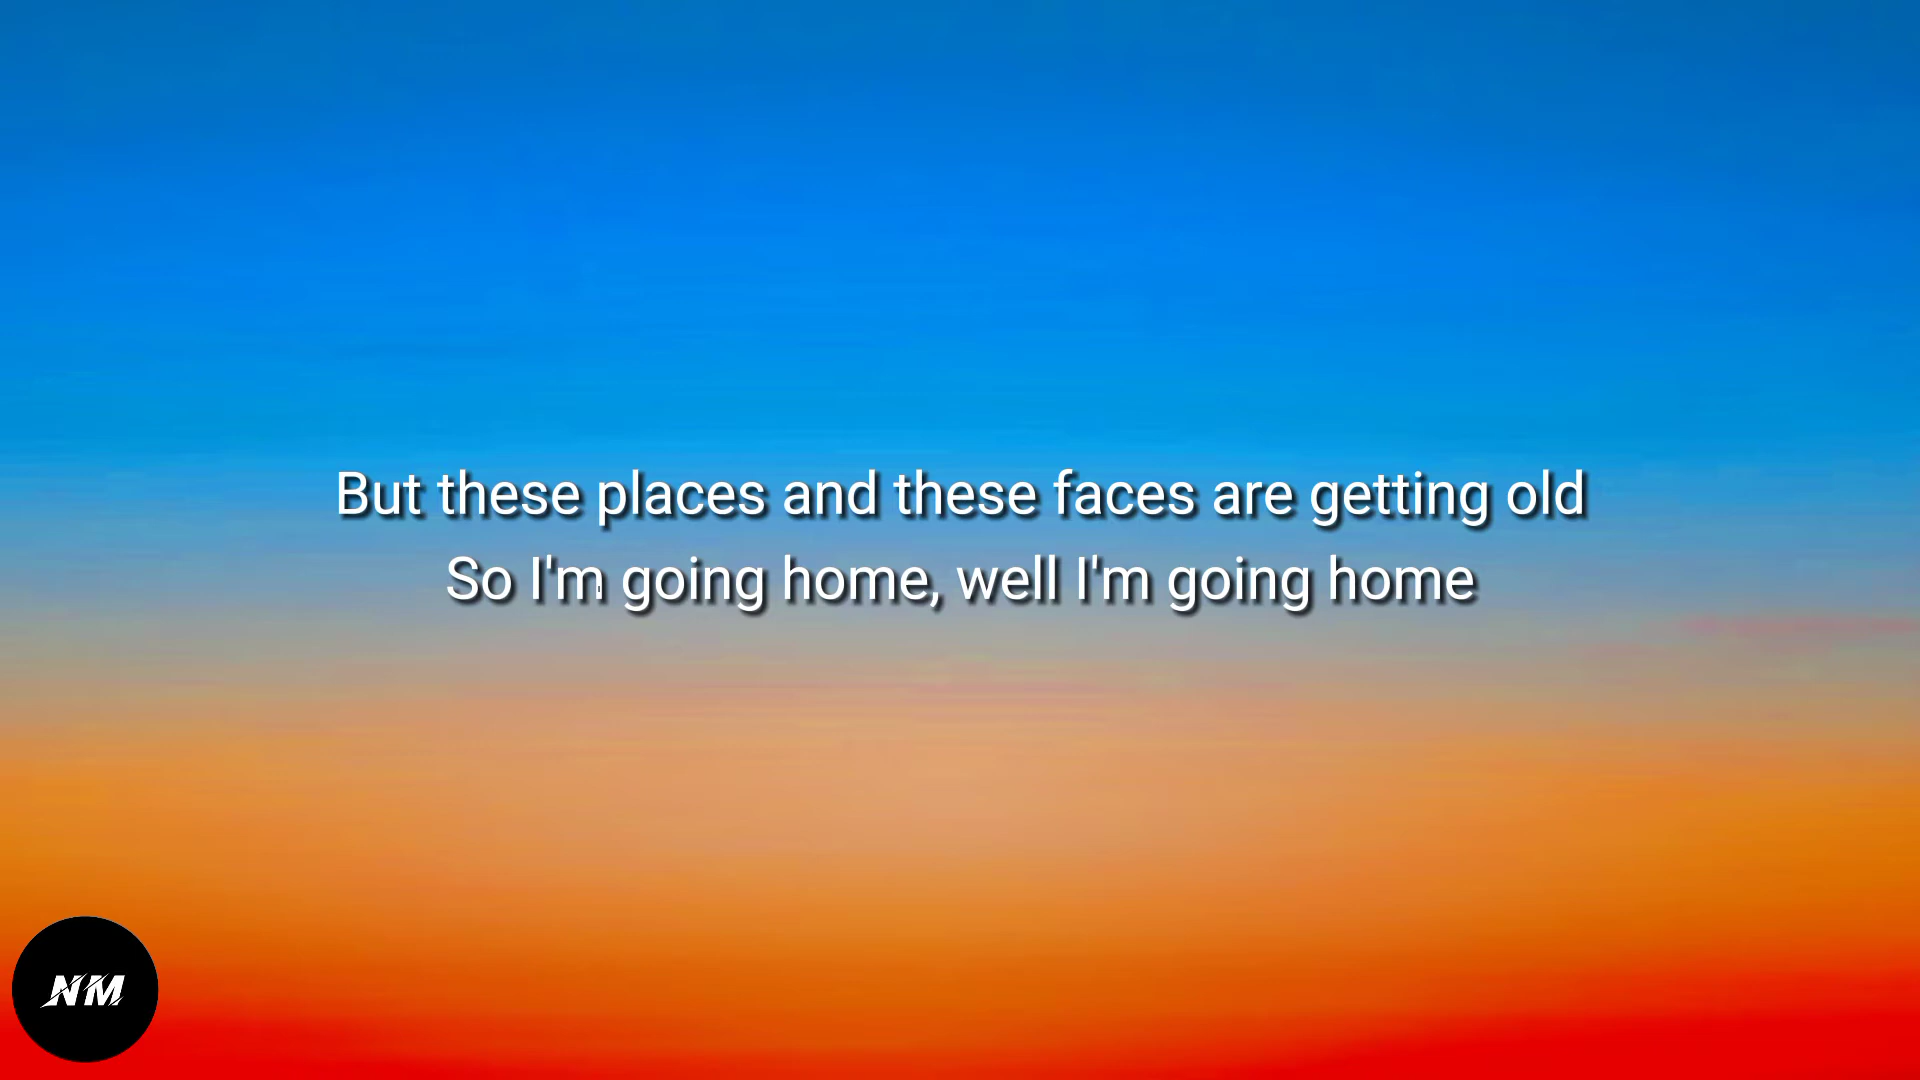 But these places and these faces are getting old
So I'm going home, well I'm going home
NM